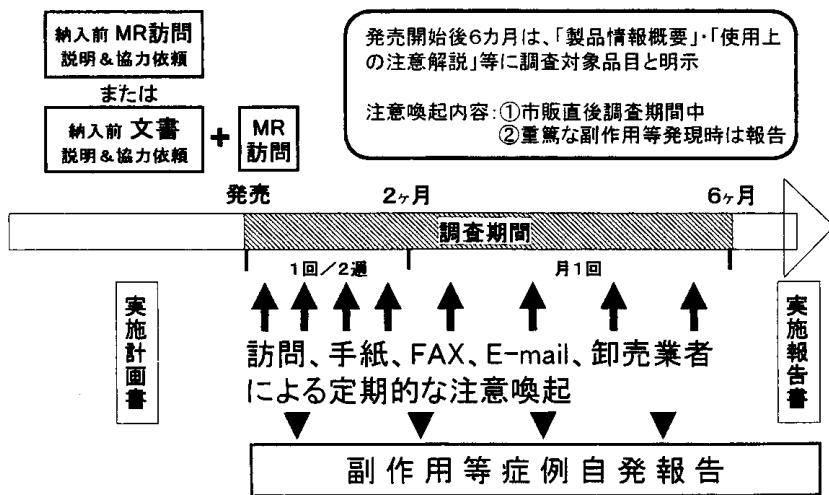 納入前 MR訪問
説明&協力依頼
または
納入前 文書
説明&協力依頼
+
MR
訪問
発売開始後6カ月は、「製品情報概要」・「使用上
の注意解説」等に調査対象品目と明示
注意喚起内容:①市販直後調査期間中
②重篤な副作用等発現時は報告
発売
2ヶ月
6ヶ月
調査期間
1回/2週
月1回
実施計画書
実施報告書
訪問、手紙、FAX、E-mail、卸売業者
による定期的な注意喚起
副作用等症例自発報告